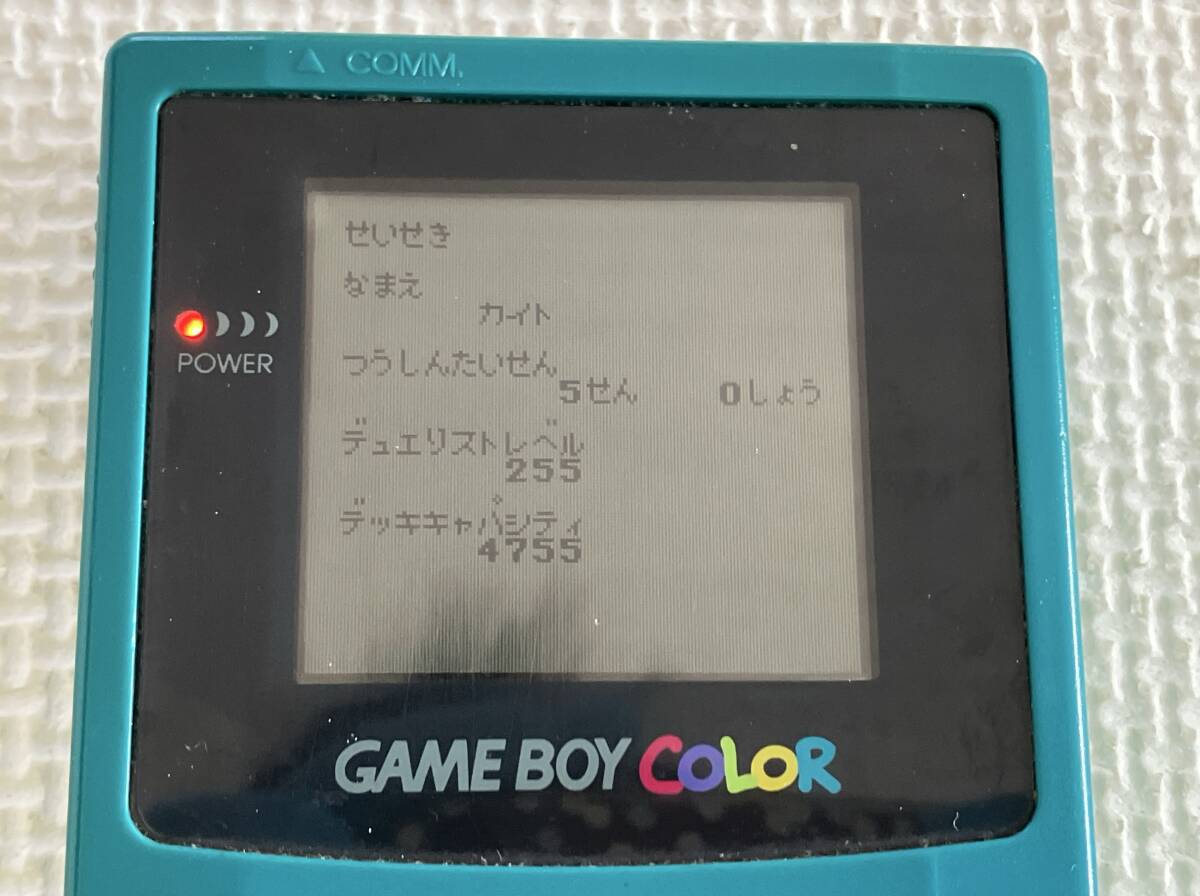 COMM.
POWER
せいせき
なまえ
カイト
つうしんたいせん
5せん 0しょう
デュエリストレベル
255
デッキキャパシティ
4755
GAME BOY COLOR